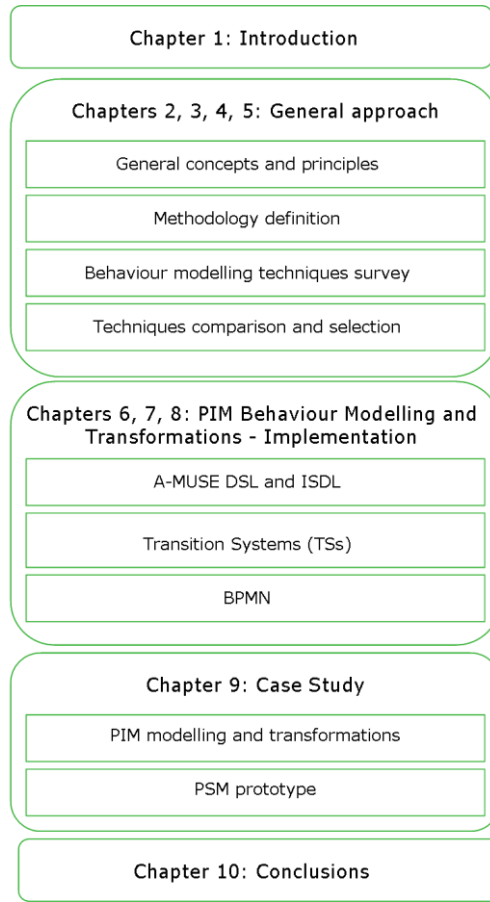 Chapter 1: Introduction
Chapters 2, 3, 4, 5: General approach
General concepts and principles
Methodology definition
Behaviour modelling techniques survey
Techniques comparison and selection
Chapters 6, 7, 8: PIM Behaviour Modelling and
Transformations - Implementation
A-MUSE DSL and ISDL
Transition Systems (TSs)
BPMN
Chapter 9: Case Study
PIM modelling and transformations
PSM prototype
Chapter 10: Conclusions